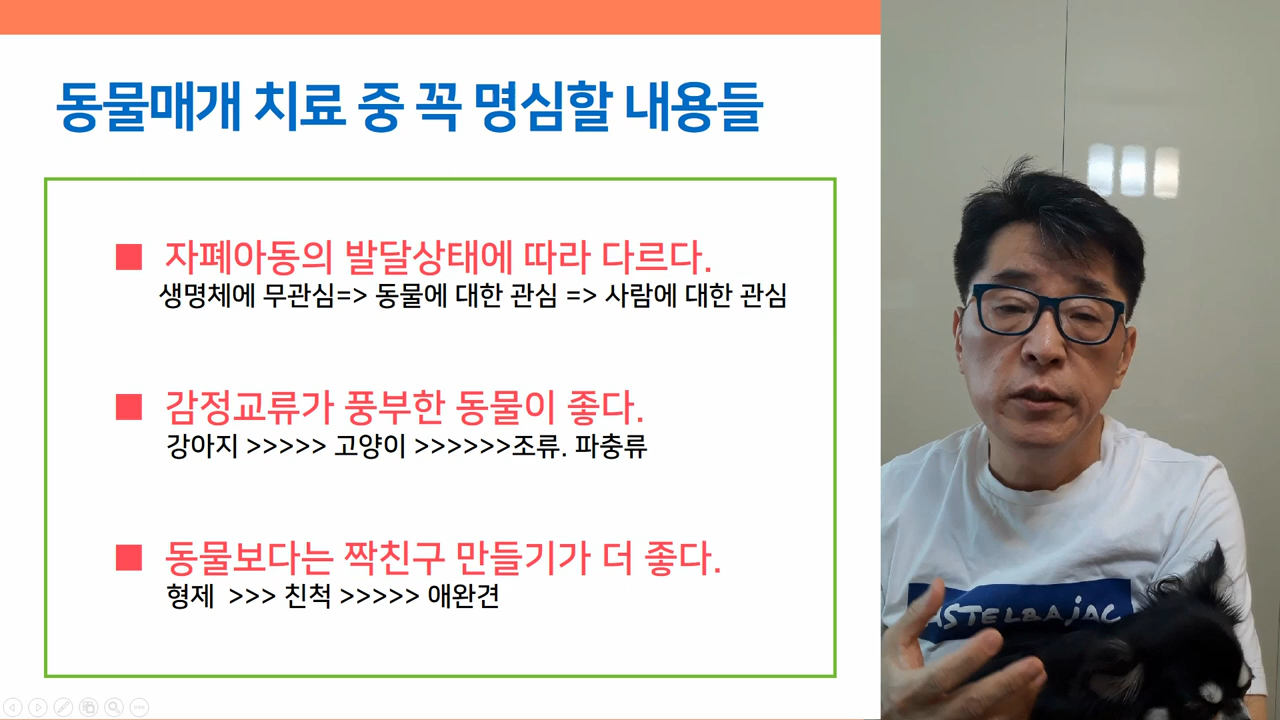 동물매개 치료 중 꼭 명심할 내용들
■ 자폐아동의 발달상태에 따라 다르다.
생명체에 무관심=> 동물에 대한 관심 => 사람에 대한 관심
■ 감정교류가 풍부한 동물이 좋다.
강아지 >>>>> 고양이 >>>>>>조류. 파충류
■ 동물보다는 짝친구 만들기가 더 좋다.
형제 >>> 친척 >>>>> 애완견